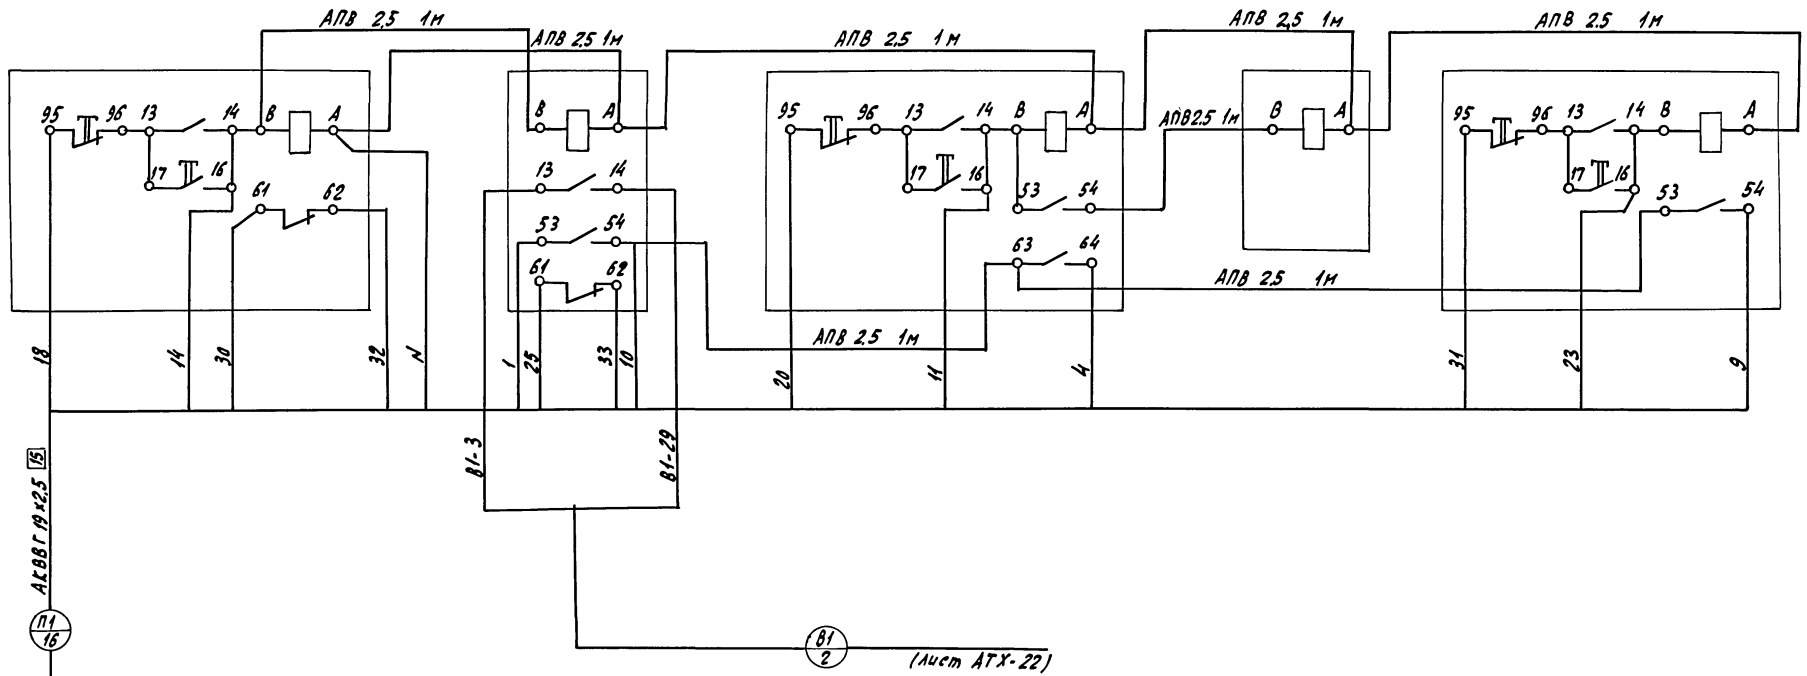 АПВ 2,5 1м
АПВ 2,5 1м
АПВ 2,5 1м
АПВ 2,5 1м
АПВ 2.5 1м
95 96 13 14 В А
17 16
61 62
В А
13 14
53 54
61 62
95 96 13 14 В А
17 16
53 54
63 64
АПВ 2.5 1м
В А
95 96 13 14 В А
17 16
53 54
АПВ 2,5 1м
АПВ 2,5 1м
18
14
30
32
N
1
25
33
10
20
11
4
31
23
9
В1-3
В1-29
АКВВГ 19х2,5 15
П1
16
В1
2
(Лист АТХ-22)